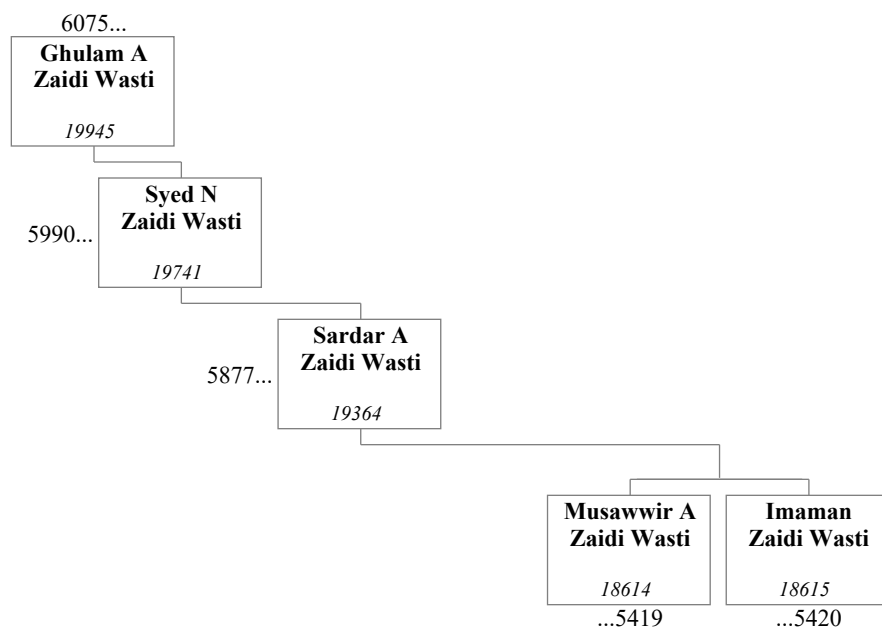 6075...
Ghulam A
Zaidi Wasti
19945
Syed N
Zaidi Wasti
5990...
19741
Sardar A
Zaidi Wasti
5877...
19364
Musawwir A
Zaidi Wasti
18614
...5419
Imaman
Zaidi Wasti
18615
...5420